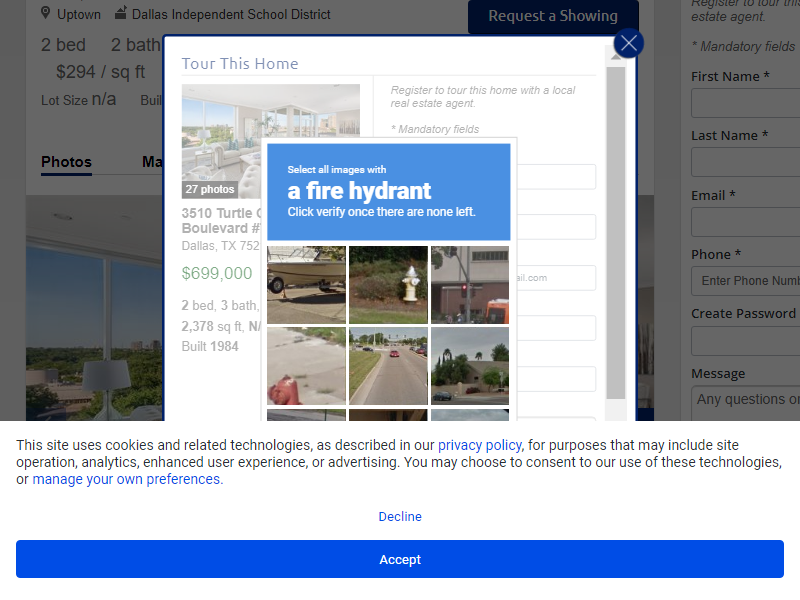 Uptown Dallas Independent School District
Request a Showing
Register to tour this
estate agent.
2 bed 2 bath
$294 / sq ft
Lot Size n/a Buil
* Mandatory fields
First Name *
Last Name *
Email *
Phone *
Enter Phone Numb
Create Password
Message
Any questions or
Photos Ma
Tour This Home
27 photos
3510 Turtle C
Boulevard #
Dallas, TX 752
$699,000
2 bed, 3 bath,
2,378 sq ft, N/
Built 1984
Register to tour this home with a local
real estate agent.
* Mandatory fields
ail.com
Select all images with
a fire hydrant
Click verify once there are none left.
This site uses cookies and related technologies, as described in our privacy policy, for purposes that may include site
operation, analytics, enhanced user experience, or advertising. You may choose to consent to our use of these technologies,
or manage your own preferences.
Decline
Accept